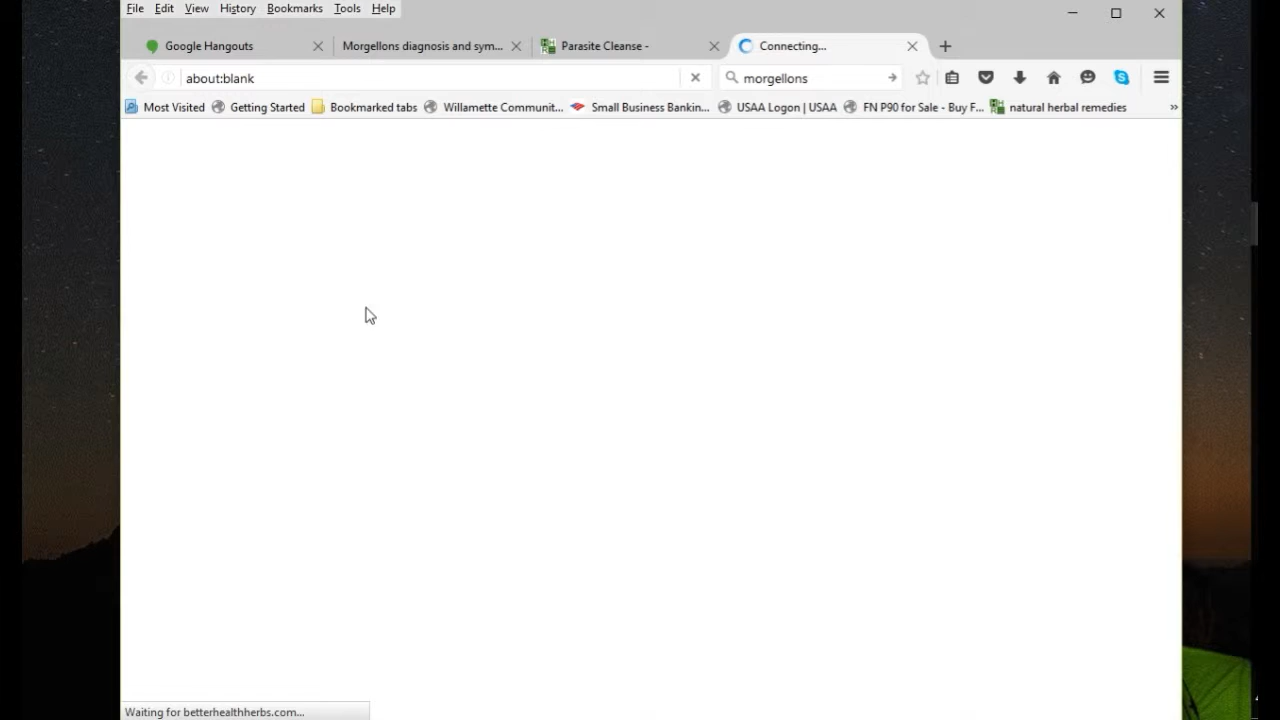 File Edit View History Bookmarks Tools Help
Google Hangouts Morgellons diagnosis and sym... Parasite Cleanse - Connecting...
about:blank morgellons
Most Visited Getting Started Bookmarked tabs Willamette Communit... Small Business Bankin... USAA Logon | USAA FN P90 for Sale - Buy F... natural herbal remedies
Waiting for betterhealthherbs.com...